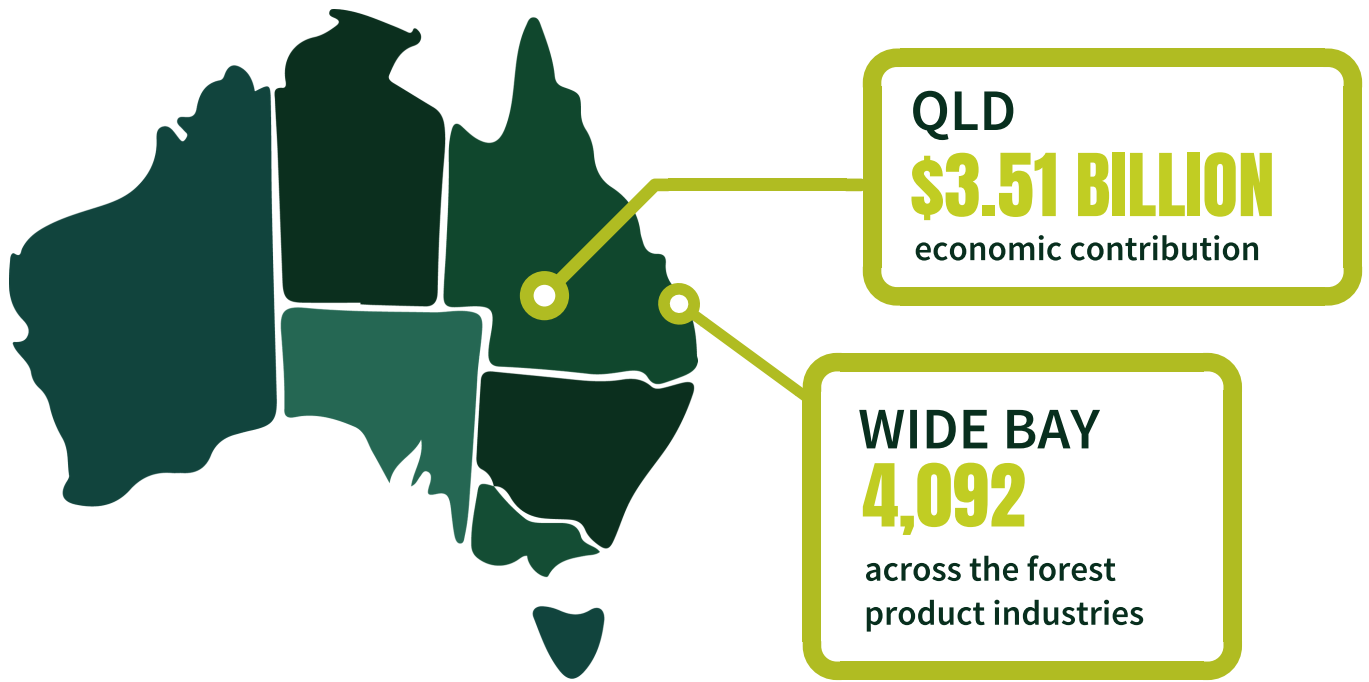 QLD
$3.51 BILLION
economic contribution
WIDE BAY
4,092
across the forest
product industries